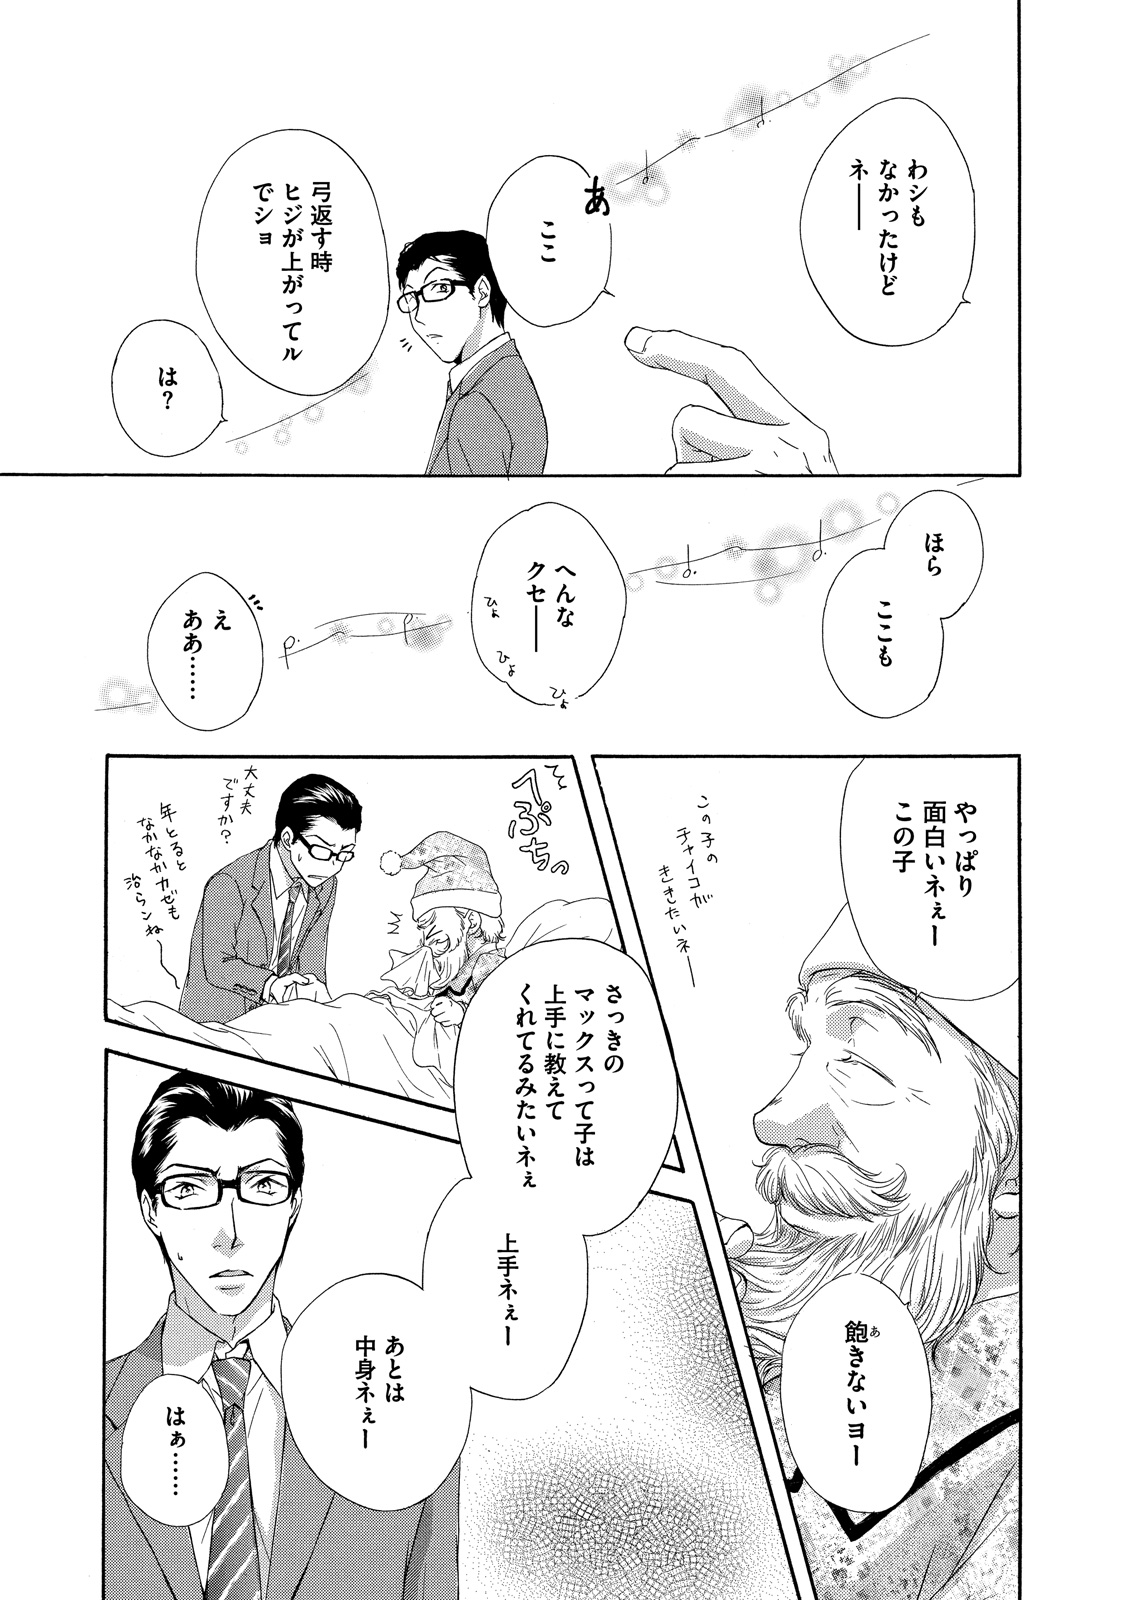 わシも
なかったけど
ネ──
あ
ここ
弓返す時
ヒジが上がってル
でショ
は?
ほら
ここも
へんな
クセ──
ひょ
ひょ
ひょ
え
ああ……
やっぱり
面白いネぇー
この子
この子の
チャイコが
ききたいネー
飽きないヨー
あ
へぷちっ
大丈夫
ですか?
年とると
なかなかカゼも
治らンね~
さっきの
マックスって子は
上手に教えて
くれてるみたいネぇ
上手ネぇー
あとは
中身ネぇー
はぁ……